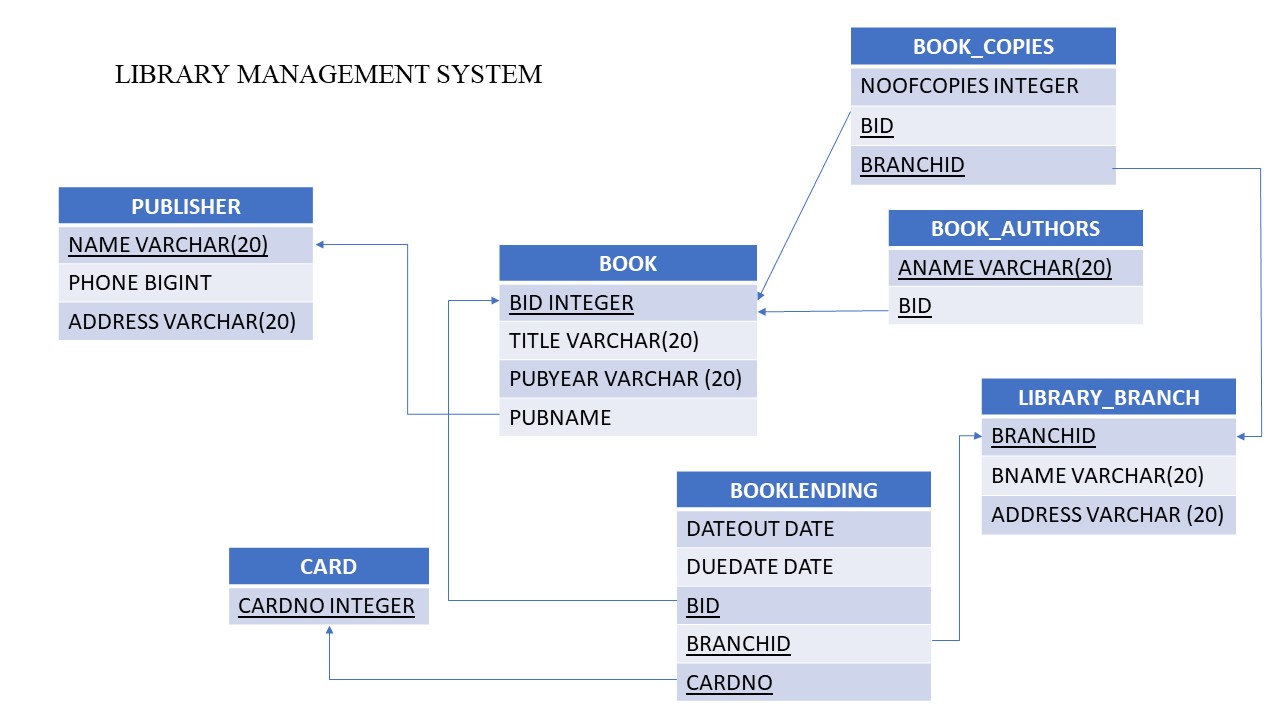 LIBRARY MANAGEMENT SYSTEM
BOOK_COPIES
NOOFCOPIES INTEGER
BID
BRANCHID
PUBLISHER
NAME VARCHAR(20)
PHONE BIGINT
ADDRESS VARCHAR(20)
BOOK
BID INTEGER
TITLE VARCHAR(20)
PUBYEAR VARCHAR (20)
PUBNAME
BOOK_AUTHORS
ANAME VARCHAR(20)
BID
LIBRARY_BRANCH
BRANCHID
BNAME VARCHAR(20)
ADDRESS VARCHAR (20)
BOOKLENDING
DATEOUT DATE
DUEDATE DATE
BID
BRANCHID
CARDNO
CARD
CARDNO INTEGER